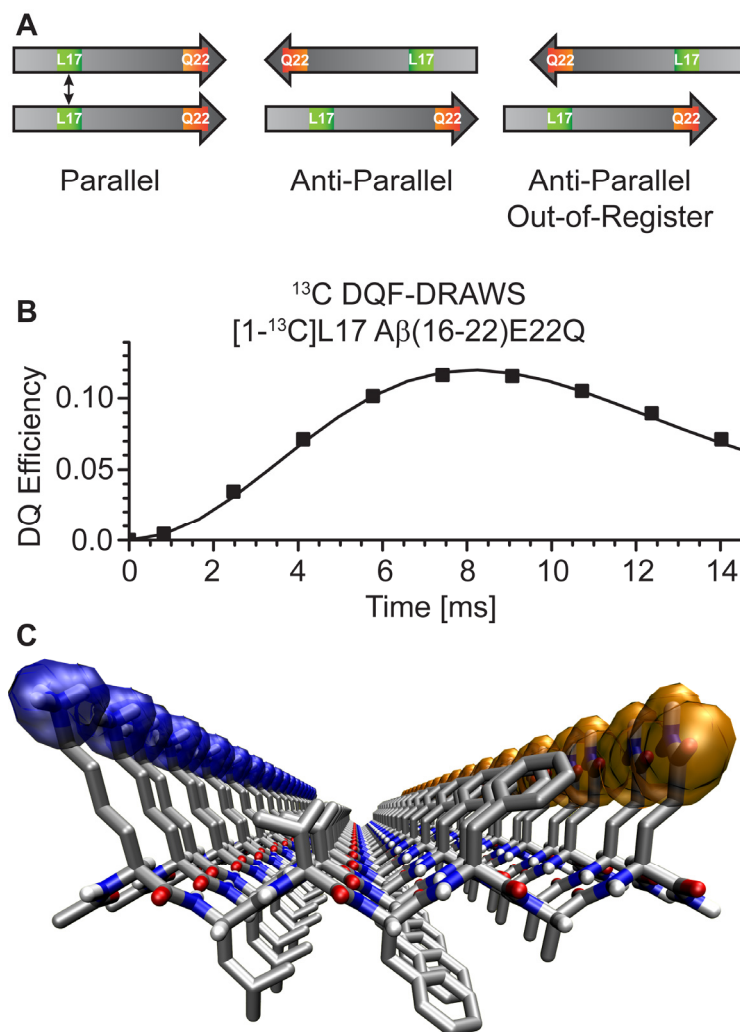 A
L17 Q22 Q22 L17 Q22 L17
L17 Q22 L17 Q22 L17 Q22
Parallel Anti-Parallel Anti-Parallel
Out-of-Register
B
¹³C DQF-DRAWS
[1-¹³C]L17 Aβ(16-22)E22Q
DQ Efficiency
0.10
0.05
0.0
0 2 4 6 8 10 12 14
Time [ms]
C